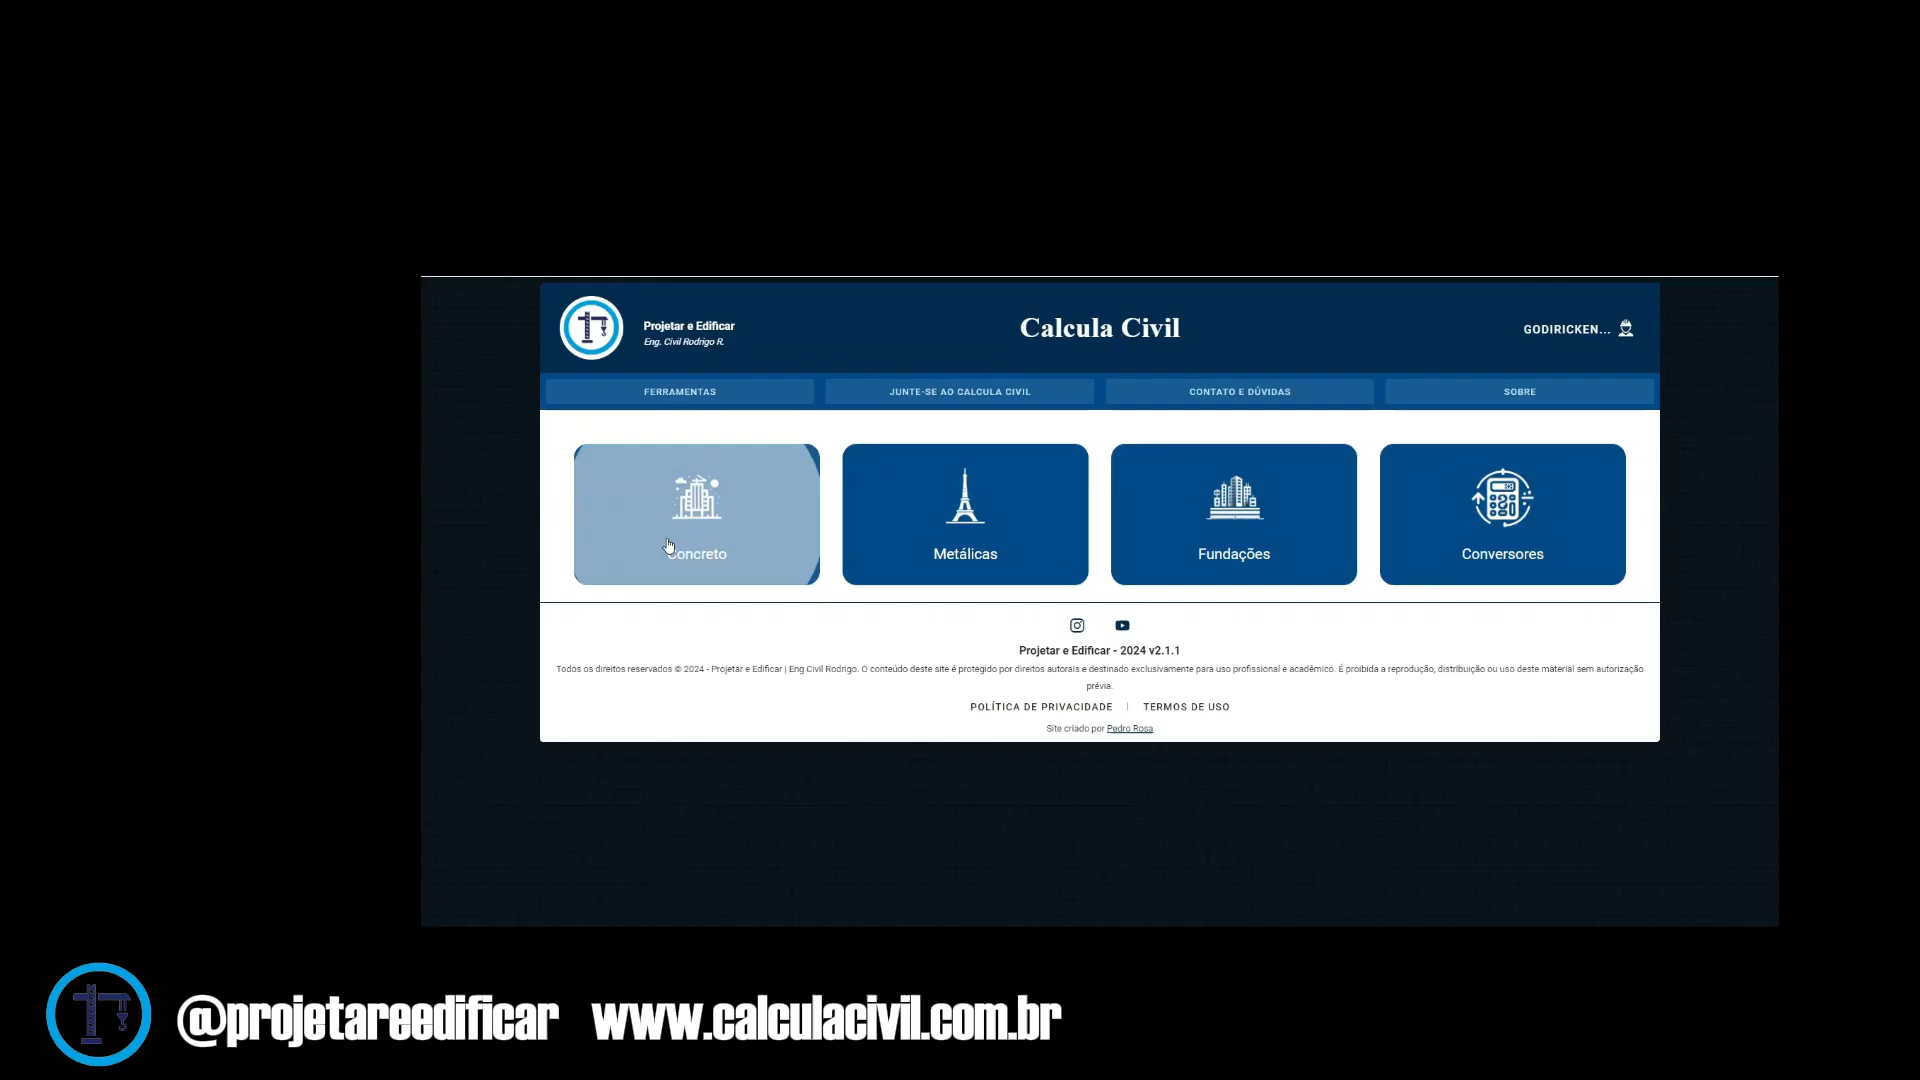 Projetar e Edificar
Eng. Civil Rodrigo R.
Calcula Civil
GODIRICKEN...
FERRAMENTAS
JUNTE-SE AO CALCULA CIVIL
CONTATO E DÚVIDAS
SOBRE
Concreto
Metálicas
Fundações
Conversores
Projetar e Edificar - 2024 v2.1.1
Todos os direitos reservados © 2024 - Projetar e Edificar | Eng Civil Rodrigo. O conteúdo deste site é protegido por direitos autorais e destinado exclusivamente para uso profissional e acadêmico. É proibida a reprodução, distribuição ou uso deste material sem autorização
prévia.
POLÍTICA DE PRIVACIDADE | TERMOS DE USO
Site criado por Pedro Rosa
@projetareedificar www.calculacivil.com.br